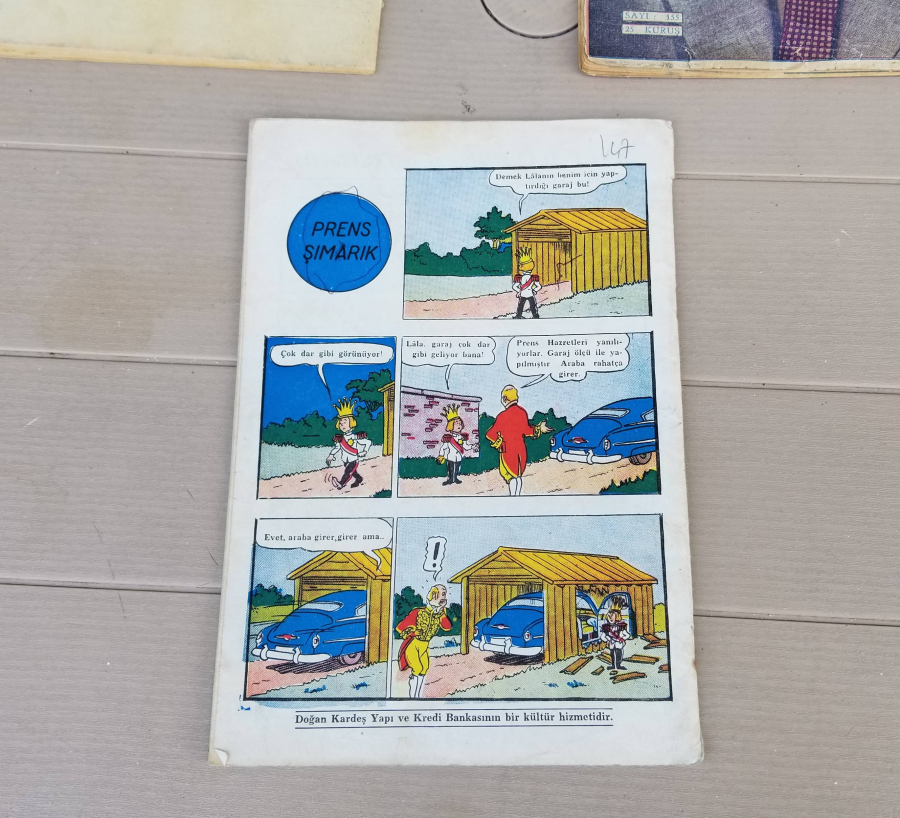 SAYI : 355
25 KURUŞ
147
PRENS
ŞIMARIK
Demek Lâlanın benim için yap-
tırdığı garaj bu!
Çok dar gibi görünüyor!
Lâla, garaj çok dar
gibi geliyor bana!
Prens Hazretleri yanılı-
yorlar. Garaj ölçü ile ya-
pılmıştır Araba rahatça
girer.
Evet, araba girer,girer ama..
!
Doğan Kardeş Yapı ve Kredi Bankasının bir kültür hizmetidir.